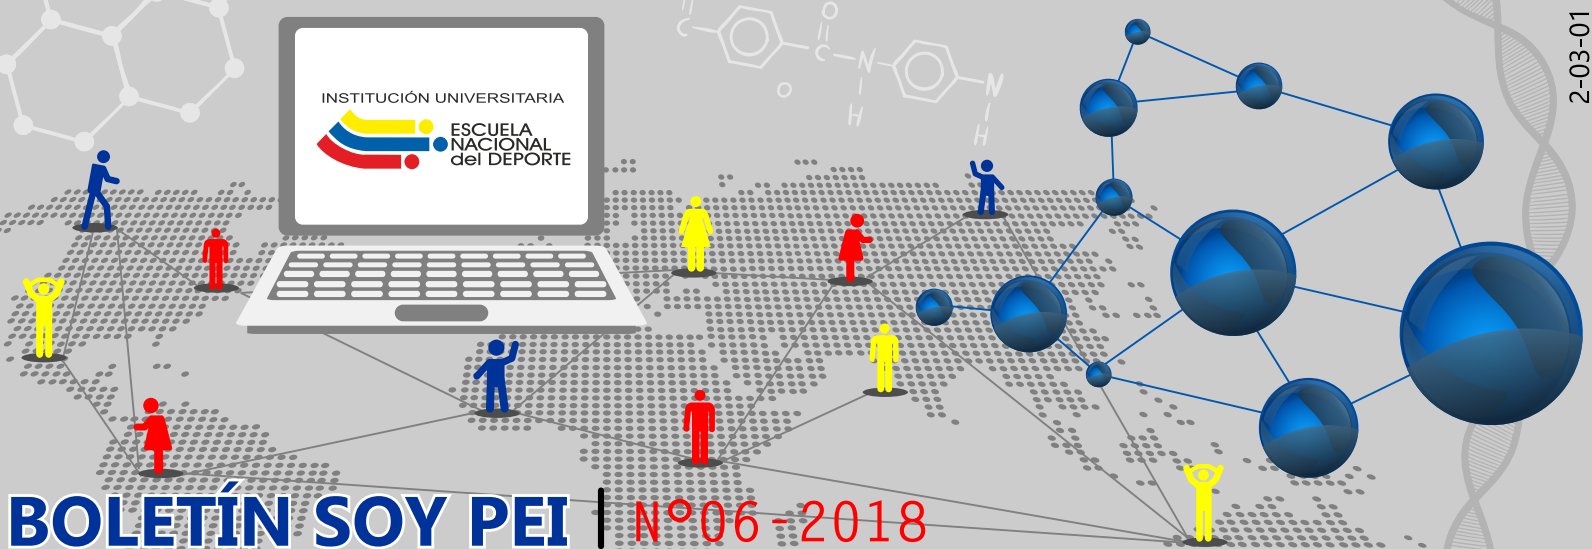 2-03-01
INSTITUCIÓN UNIVERSITARIA
ESCUELA
NACIONAL
del DEPORTE
C
O
C
N
H
N
H
O
BOLETÍN SOY PEI | N°06-2018